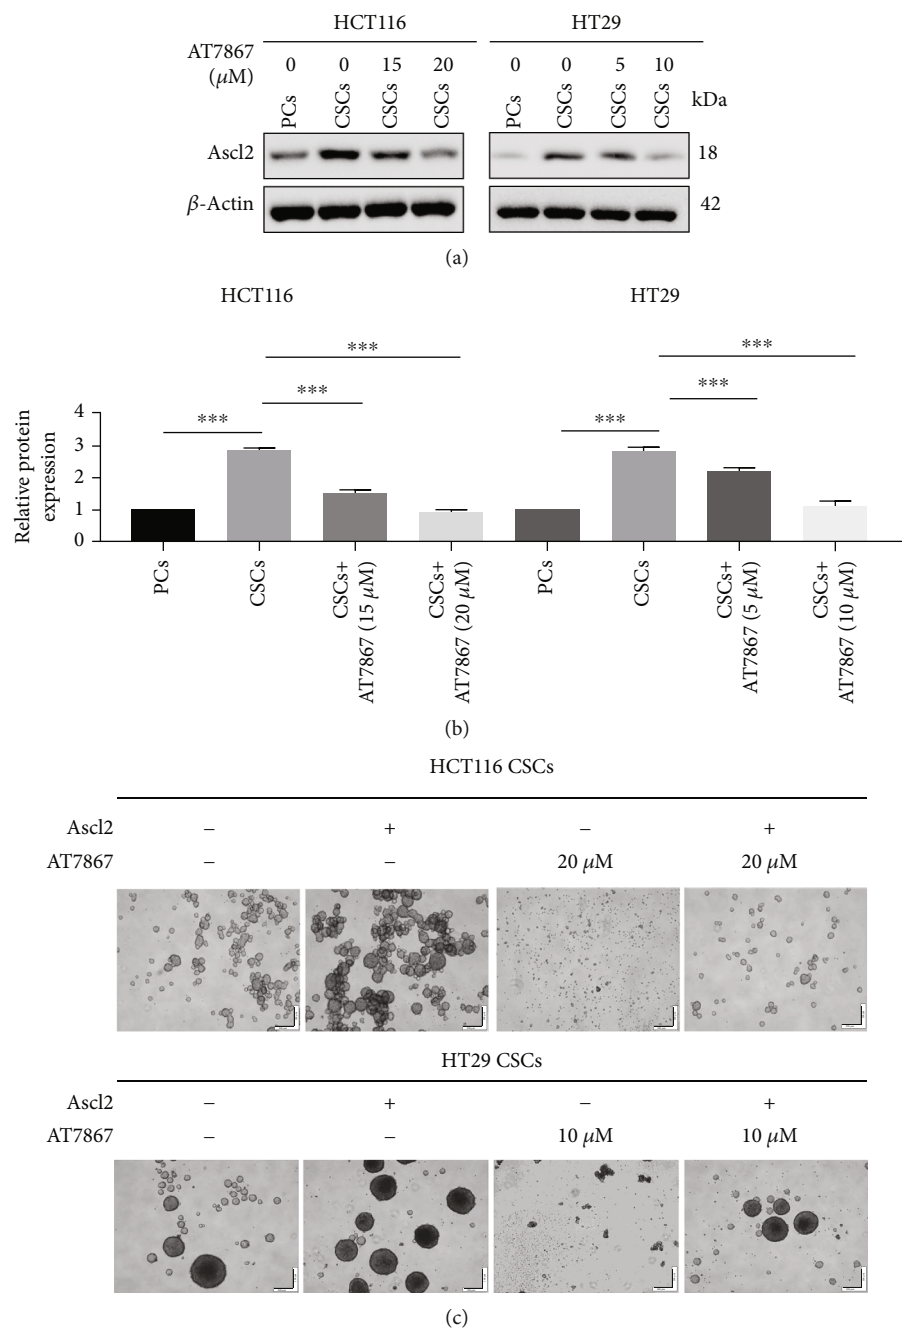 HCT116 HT29
AT7867 (μM) 0 0 15 20 0 0 5 10
PCs CSCs CSCs CSCs PCs CSCs CSCs CSCs kDa
Ascl2 18
β-Actin 42
(a)
HCT116 HT29
*** ***
*** ***
*** ***
Relative protein expression
4
3
2
1
0
PCs
CSCs
CSCs+ AT7867 (15 μM)
CSCs+ AT7867 (20 μM)
PCs
CSCs
CSCs+ AT7867 (5 μM)
CSCs+ AT7867 (10 μM)
(b)
HCT116 CSCs
Ascl2 − + − +
AT7867 − − 20 μM 20 μM
HT29 CSCs
Ascl2 − + − +
AT7867 − − 10 μM 10 μM
(c)